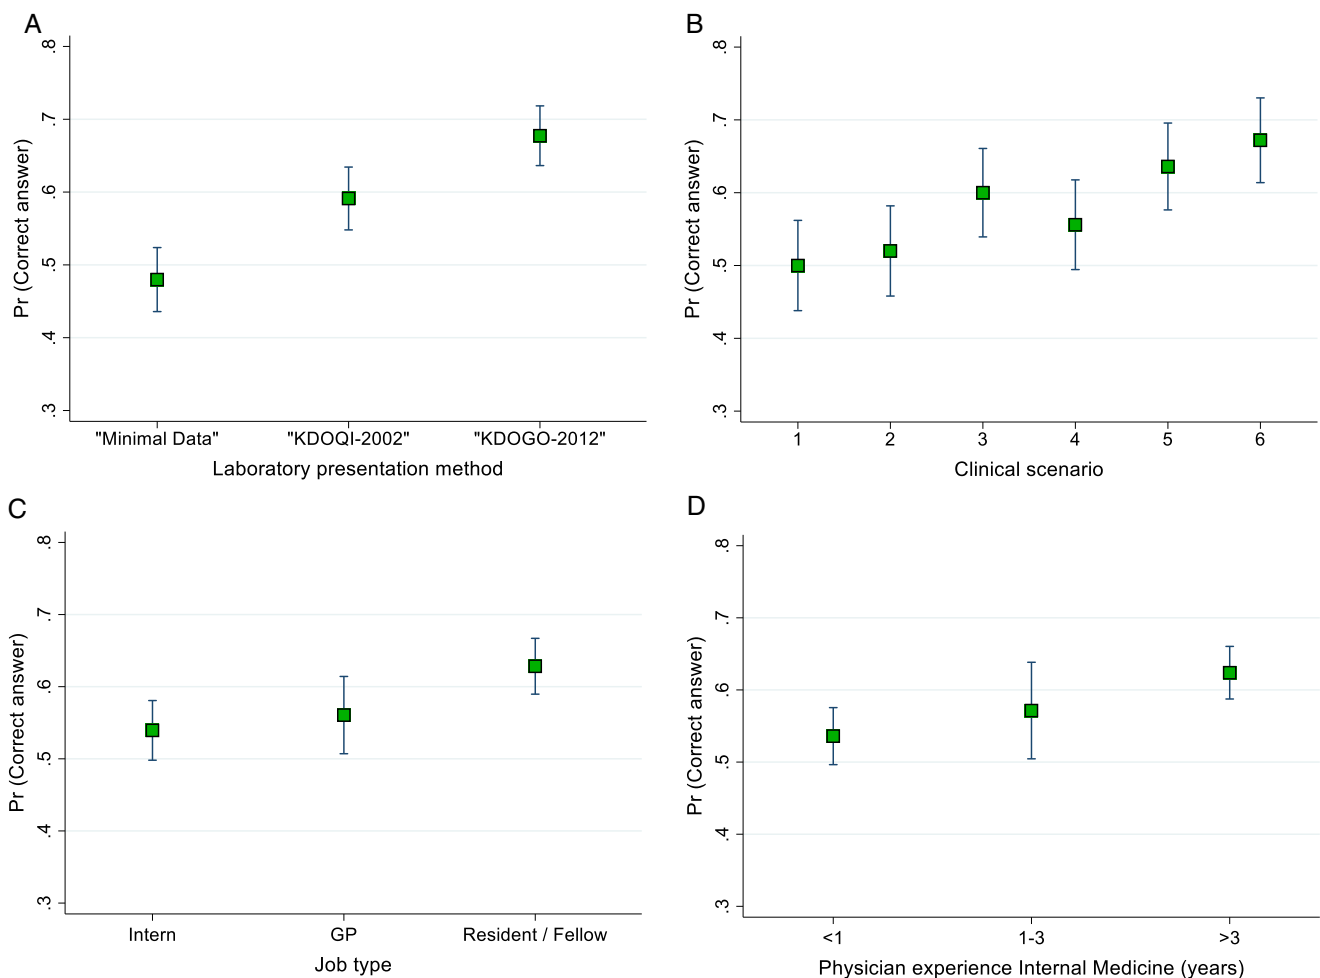 A
.8
.7
.6
.5
.4
.3
Pr (Correct answer)
"Minimal Data" "KDOQI-2002" "KDOGO-2012"
Laboratory presentation method
B
.8
.7
.6
.5
.4
.3
Pr (Correct answer)
1 2 3 4 5 6
Clinical scenario
C
.8
.7
.6
.5
.4
.3
Pr (Correct answer)
Intern GP Resident / Fellow
Job type
D
.8
.7
.6
.5
.4
.3
Pr (Correct answer)
<1 1-3 >3
Physician experience Internal Medicine (years)